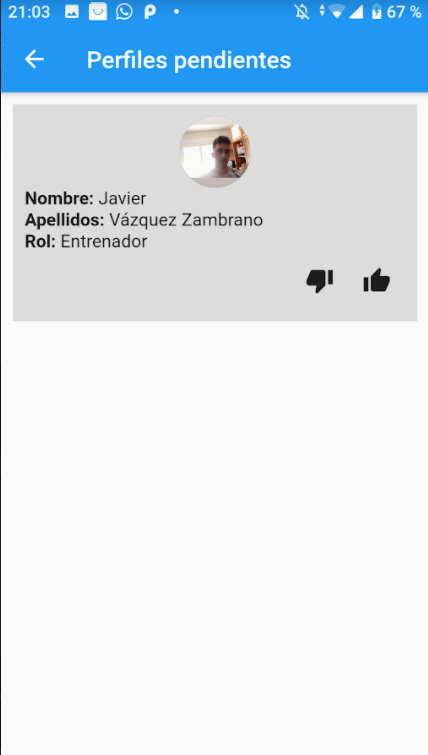 21:03 67 %
Perfiles pendientes
Nombre: Javier
Apellidos: Vázquez Zambrano
Rol: Entrenador